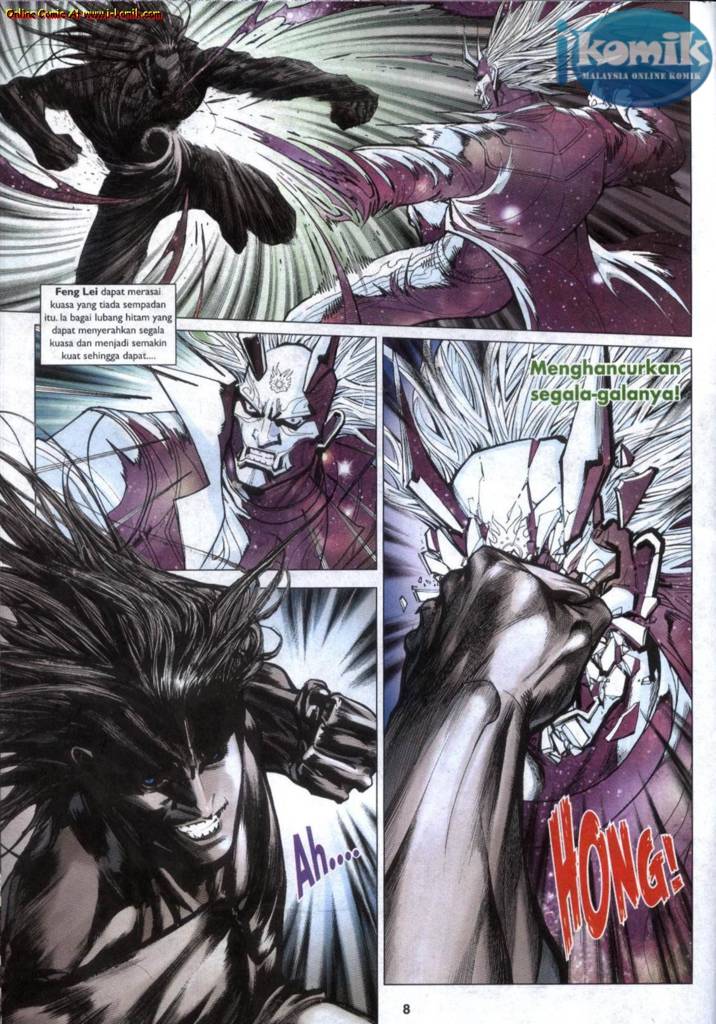 Online Comic At www.i-komik.com
ikomik
MALAYSIA ONLINE KOMIK
Feng Lei dapat merasai
kuasa yang tiada sempadan
itu. Ia bagai lubang hitam yang
dapat menyerahkan segala
kuasa dan menjadi semakin
kuat sehingga dapat....
Menghancurkan
segala-galanya!
Ah....
HONG!
8